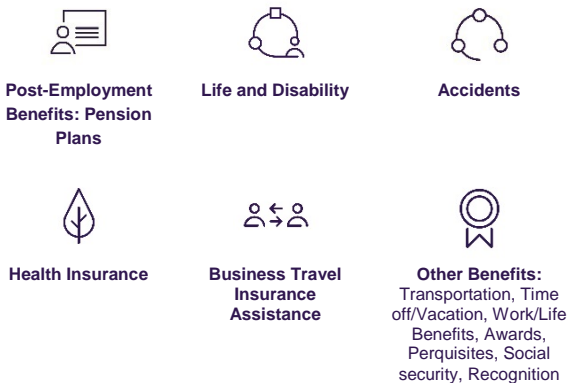 Post-Employment
Benefits: Pension
Plans
Life and Disability
Accidents
Health Insurance
Business Travel
Insurance
Assistance
Other Benefits:
Transportation, Time
off/Vacation, Work/Life
Benefits, Awards,
Perquisites, Social
security, Recognition